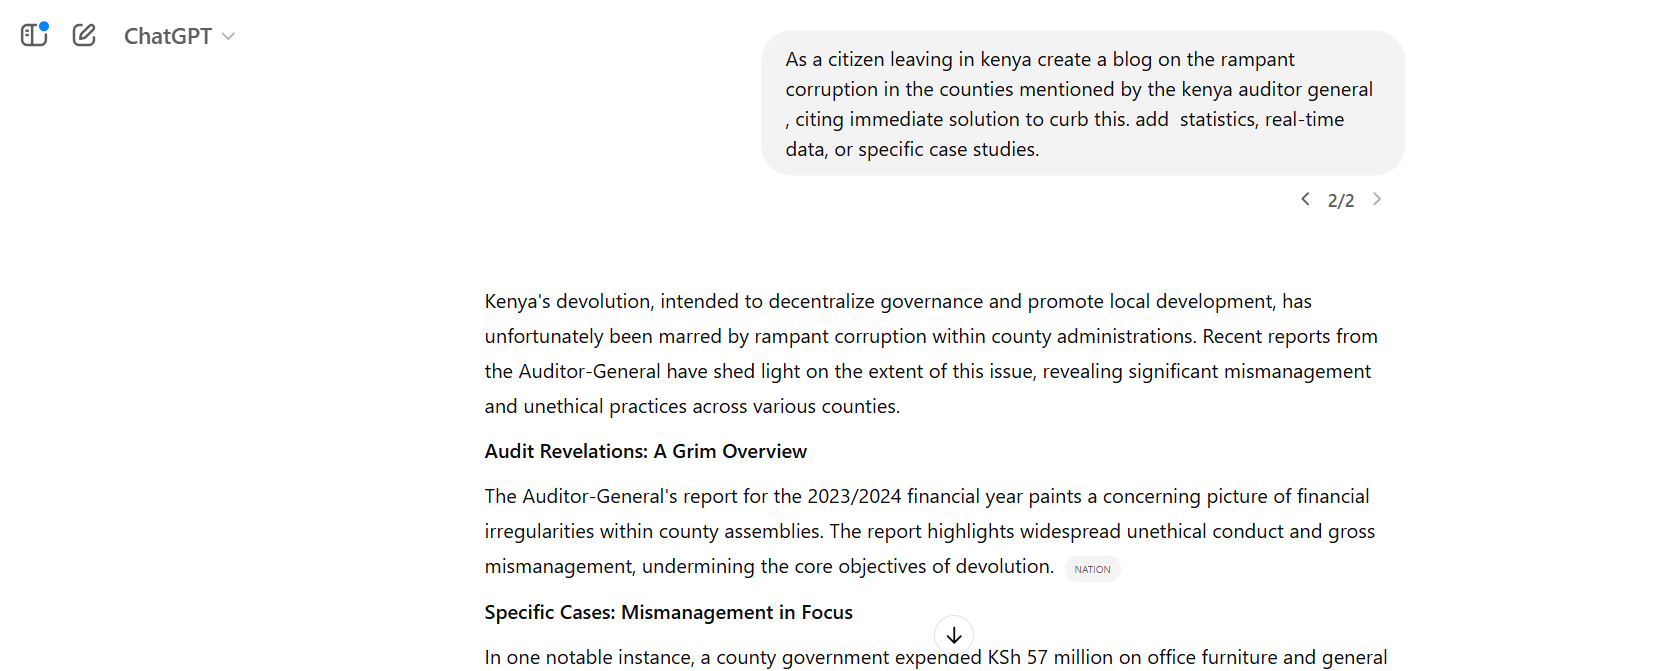 ChatGPT
As a citizen leaving in kenya create a blog on the rampant
corruption in the counties mentioned by the kenya auditor general
, citing immediate solution to curb this. add  statistics, real-time
data, or specific case studies.
2/2
Kenya's devolution, intended to decentralize governance and promote local development, has
unfortunately been marred by rampant corruption within county administrations. Recent reports from
the Auditor-General have shed light on the extent of this issue, revealing significant mismanagement
and unethical practices across various counties.
Audit Revelations: A Grim Overview
The Auditor-General's report for the 2023/2024 financial year paints a concerning picture of financial
irregularities within county assemblies. The report highlights widespread unethical conduct and gross
mismanagement, undermining the core objectives of devolution. NATION
Specific Cases: Mismanagement in Focus
In one notable instance, a county government expended KSh 57 million on office furniture and general